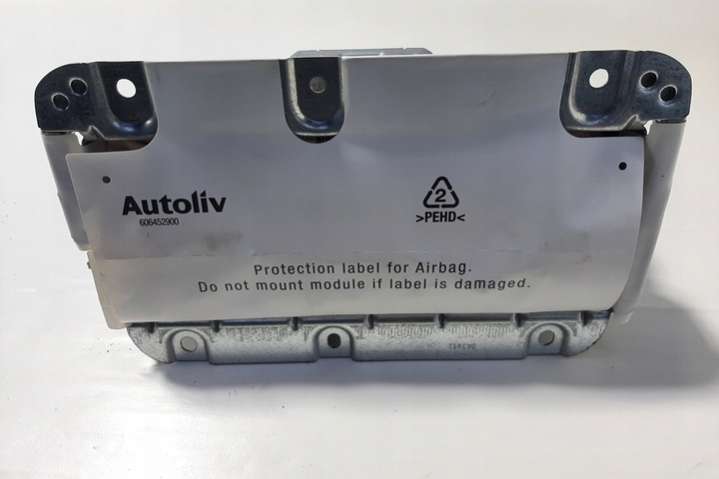 Autoliv
606452900
2
>PEHD<
Protection label for Airbag.
Do not mount module if label is damaged.